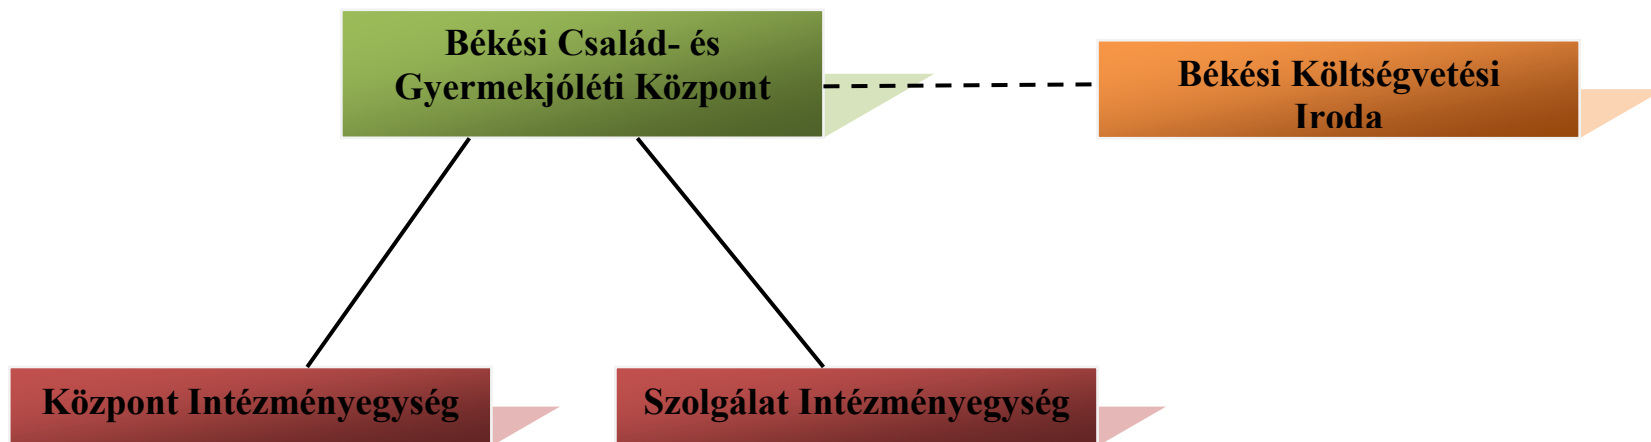 Békési Család- és
Gyermekjóléti Központ
Békési Költségvetési
Iroda
Központ Intézményegység
Szolgálat Intézményegység